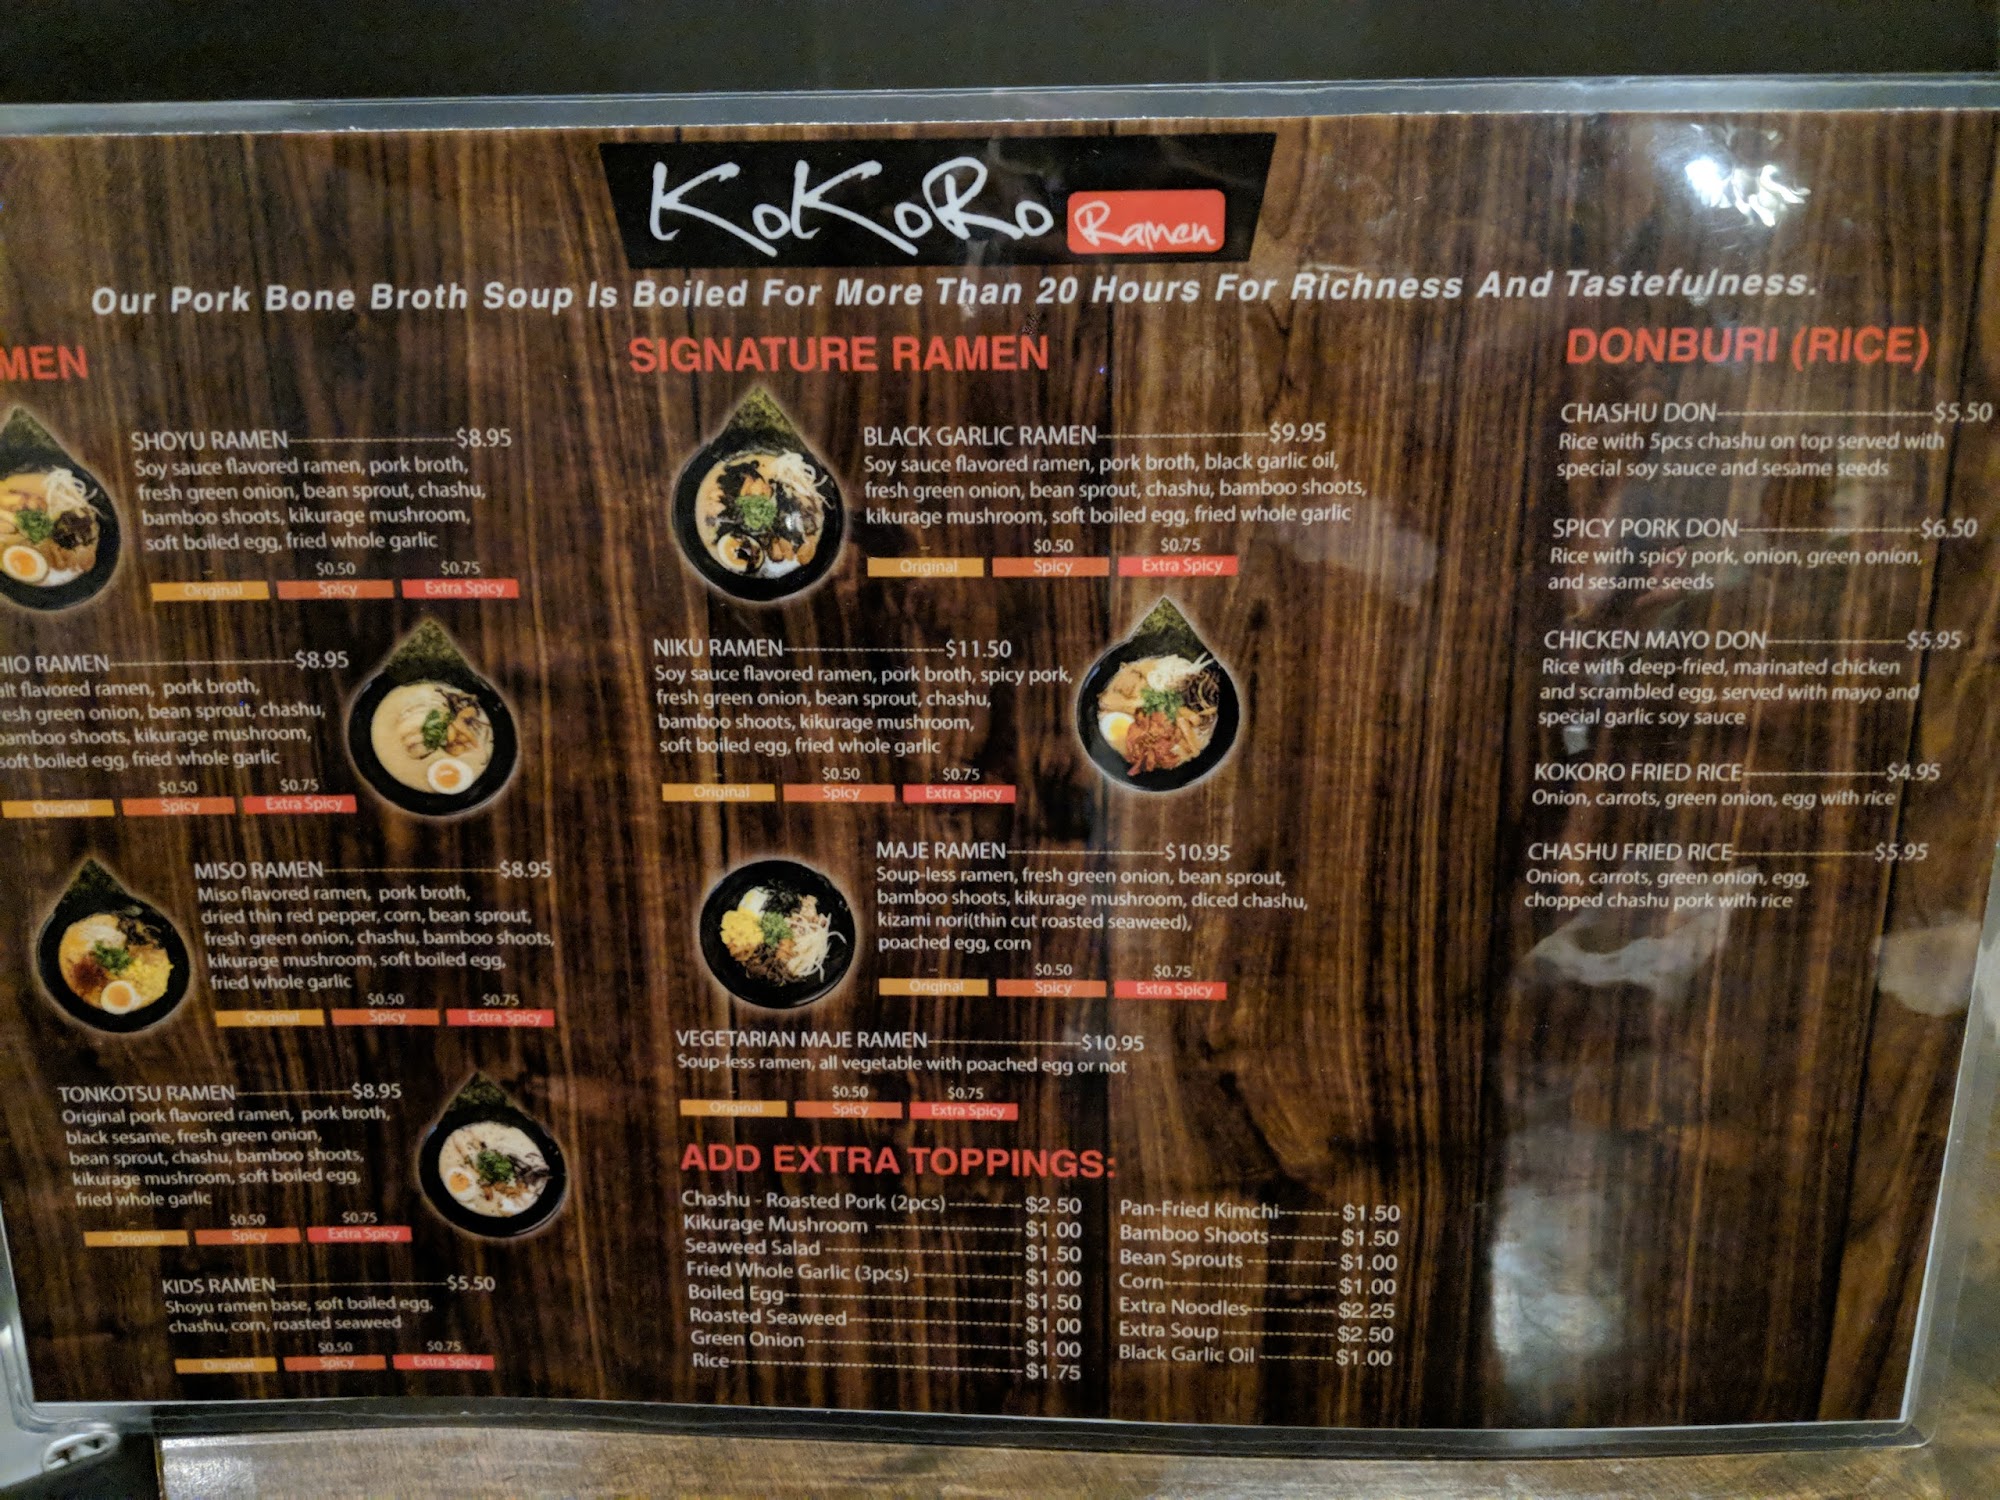 KoKoRo Ramen
Our Pork Bone Broth Soup Is Boiled For More Than 20 Hours For Richness And Tastefulness.
MEN
SHOYU RAMEN $8.95
Soy sauce flavored ramen, pork broth,
fresh green onion, bean sprout, chashu,
bamboo shoots, kikurage mushroom,
soft boiled egg, fried whole garlic
$0.50 $0.75
Original Spicy Extra Spicy
HIO RAMEN $8.95
alt flavored ramen, pork broth,
resh green onion, bean sprout, chashu,
bamboo shoots, kikurage mushroom,
soft boiled egg, fried whole garlic
$0.50 $0.75
Original Spicy Extra Spicy
MISO RAMEN $8.95
Miso flavored ramen, pork broth,
dried thin red pepper, corn, bean sprout,
fresh green onion, chashu, bamboo shoots,
kikurage mushroom, soft boiled egg,
fried whole garlic
$0.50 $0.75
Original Spicy Extra Spicy
TONKOTSU RAMEN $8.95
Original pork flavored ramen, pork broth,
black sesame, fresh green onion,
bean sprout, chashu, bamboo shoots,
kikurage mushroom, soft boiled egg,
fried whole garlic
$0.50 $0.75
Original Spicy Extra Spicy
KIDS RAMEN $5.50
Shoyu ramen base, soft boiled egg,
chashu, corn, roasted seaweed
$0.50 $0.75
Original Spicy Extra Spicy
SIGNATURE RAMEN
BLACK GARLIC RAMEN $9.95
Soy sauce flavored ramen, pork broth, black garlic oil,
fresh green onion, bean sprout, chashu, bamboo shoots,
kikurage mushroom, soft boiled egg, fried whole garlic
$0.50 $0.75
Original Spicy Extra Spicy
NIKU RAMEN $11.50
Soy sauce flavored ramen, pork broth, spicy pork,
fresh green onion, bean sprout, chashu,
bamboo shoots, kikurage mushroom,
soft boiled egg, fried whole garlic
$0.50 $0.75
Original Spicy Extra Spicy
MAJE RAMEN $10.95
Soup-less ramen, fresh green onion, bean sprout,
bamboo shoots, kikurage mushroom, diced chashu,
kizami nori(thin cut roasted seaweed),
poached egg, corn
$0.50 $0.75
Original Spicy Extra Spicy
VEGETARIAN MAJE RAMEN $10.95
Soup-less ramen, all vegetable with poached egg or not
$0.50 $0.75
Original Spicy Extra Spicy
ADD EXTRA TOPPINGS:
Chashu - Roasted Pork (2pcs) $2.50
Kikurage Mushroom $1.00
Seaweed Salad $1.50
Fried Whole Garlic (3pcs) $1.00
Boiled Egg $1.50
Roasted Seaweed $1.00
Green Onion $1.00
Rice $1.75
Pan-Fried Kimchi $1.50
Bamboo Shoots $1.50
Bean Sprouts $1.00
Corn $1.00
Extra Noodles $2.25
Extra Soup $2.50
Black Garlic Oil $1.00
DONBURI (RICE)
CHASHU DON $5.50
Rice with 5pcs chashu on top served with
special soy sauce and sesame seeds
SPICY PORK DON $6.50
Rice with spicy pork, onion, green onion,
and sesame seeds
CHICKEN MAYO DON $5.95
Rice with deep-fried, marinated chicken
and scrambled egg, served with mayo and
special garlic soy sauce
KOKORO FRIED RICE $4.95
Onion, carrots, green onion, egg with rice
CHASHU FRIED RICE $5.95
Onion, carrots, green onion, egg,
chopped chashu pork with rice